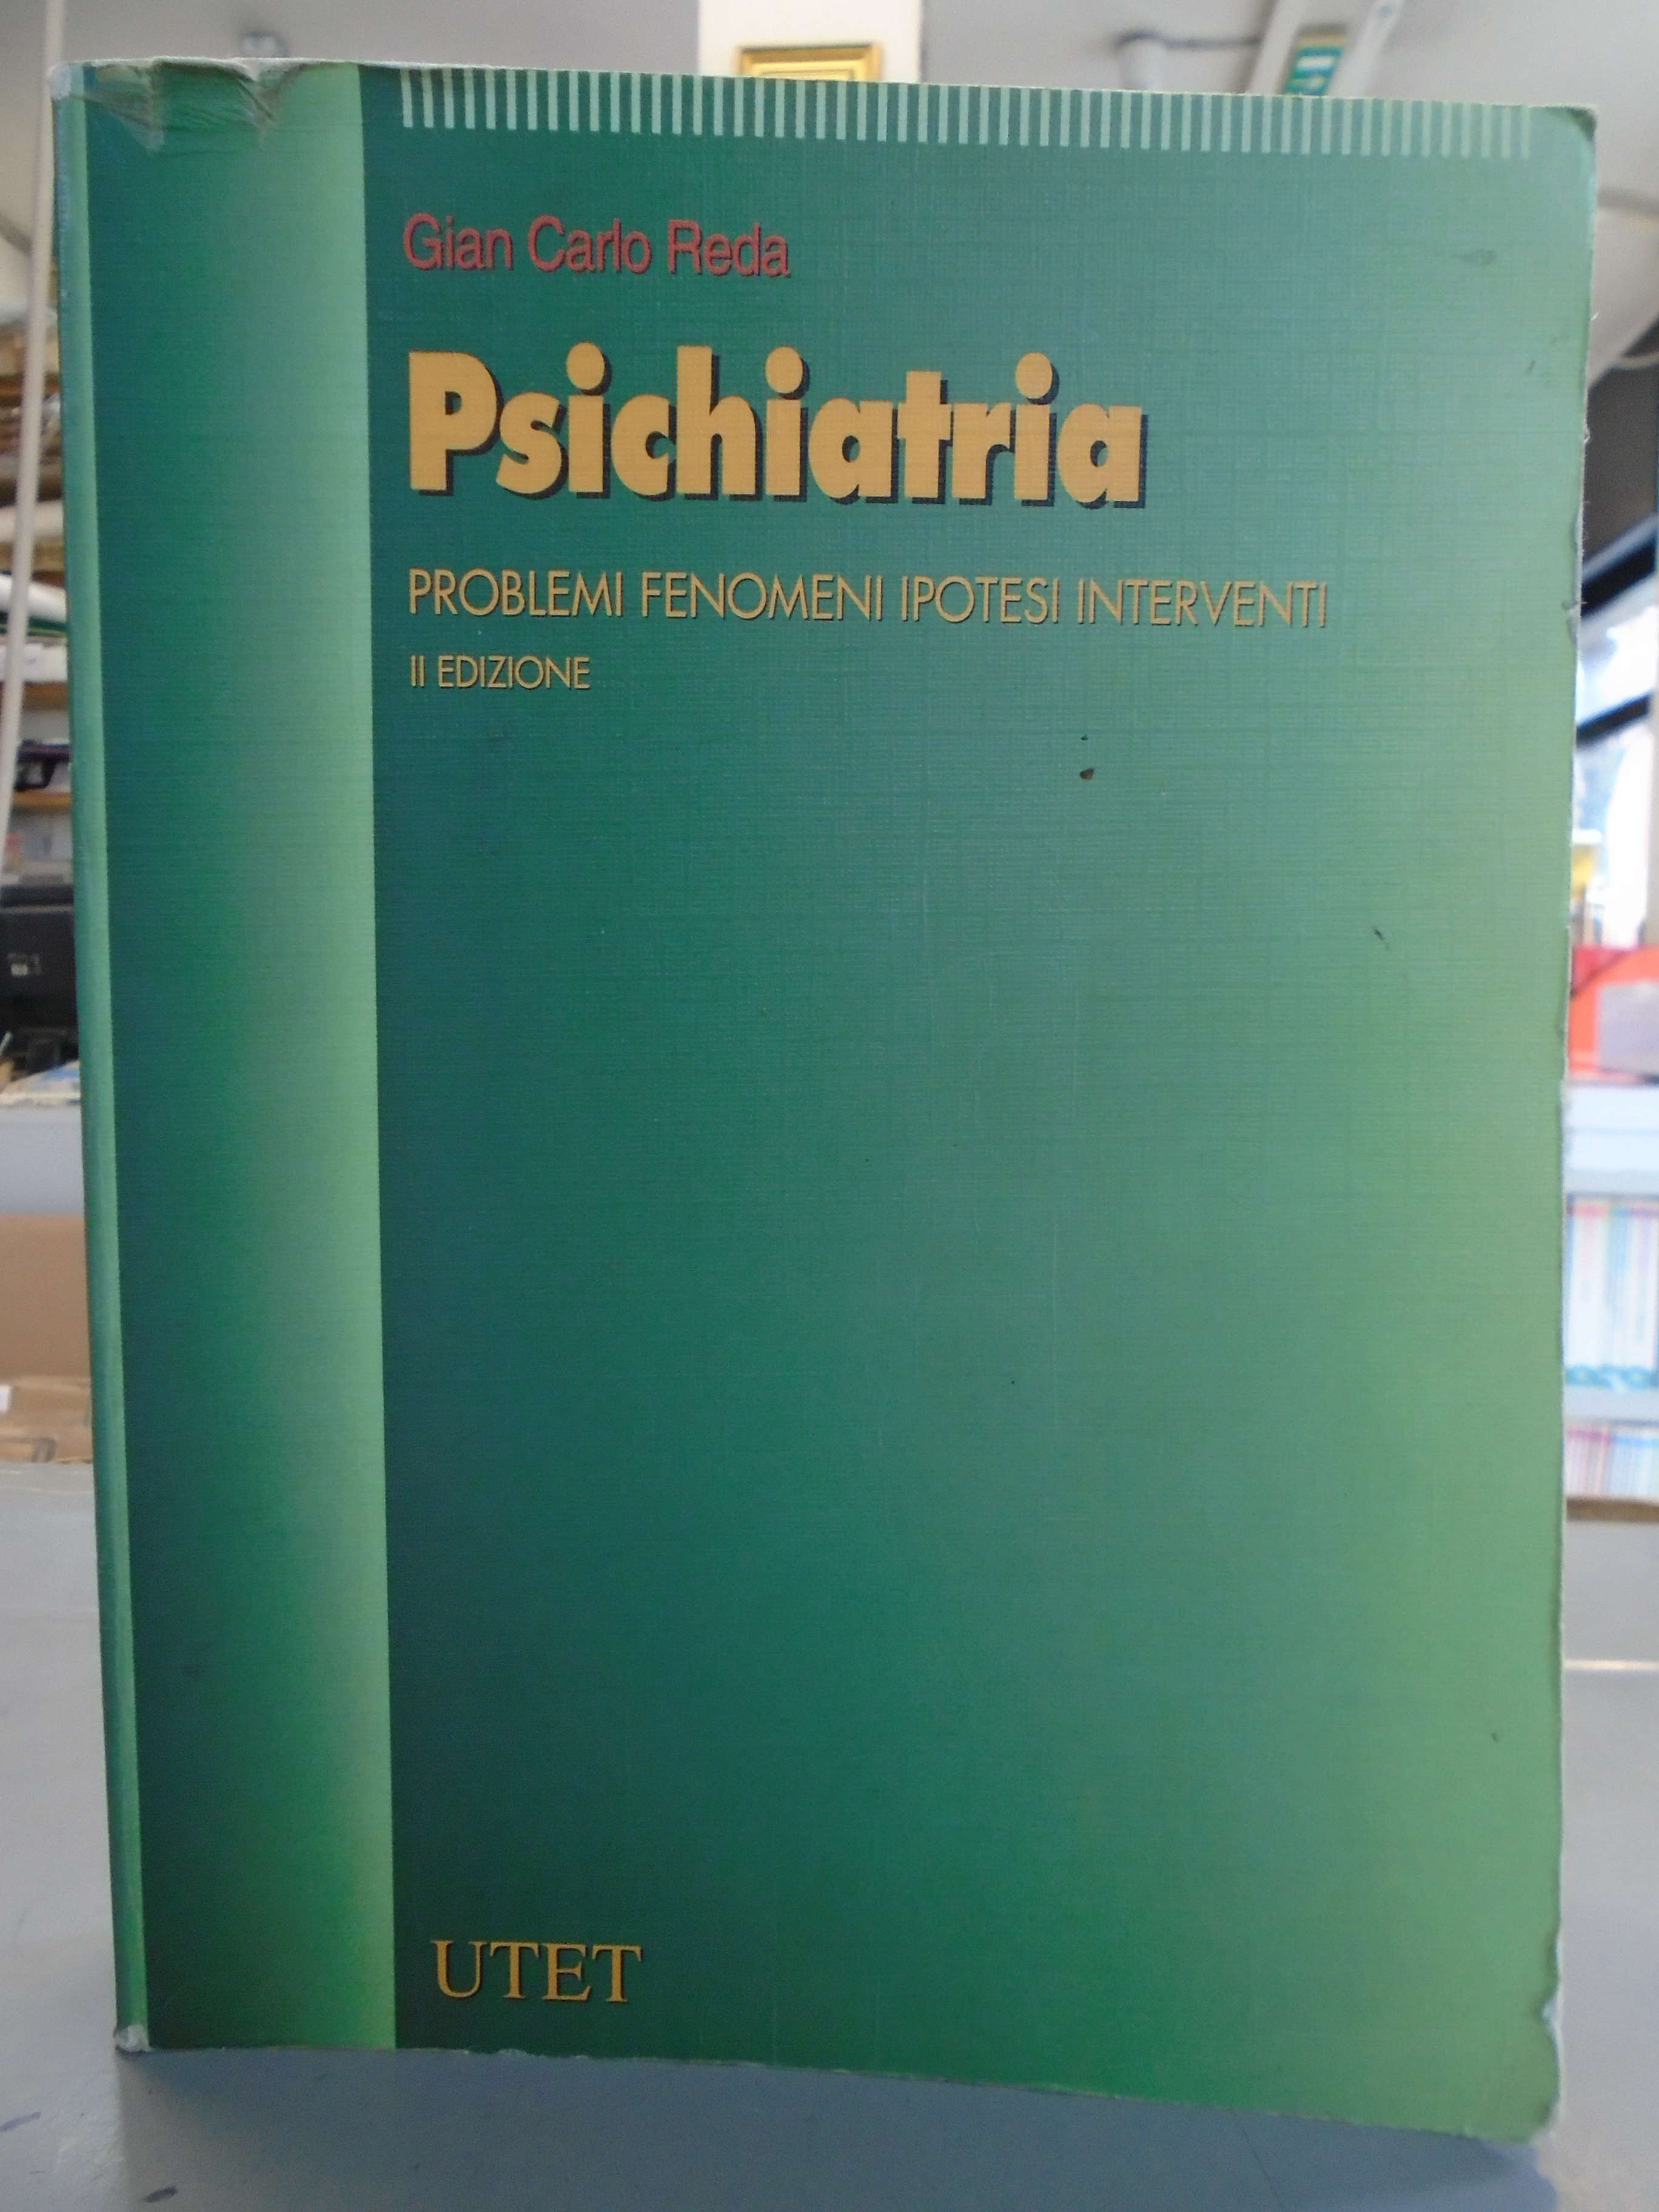 Gian Carlo Reda
Psichiatria
PROBLEMI FENOMENI IPOTESI INTERVENTI
II EDIZIONE
UTET